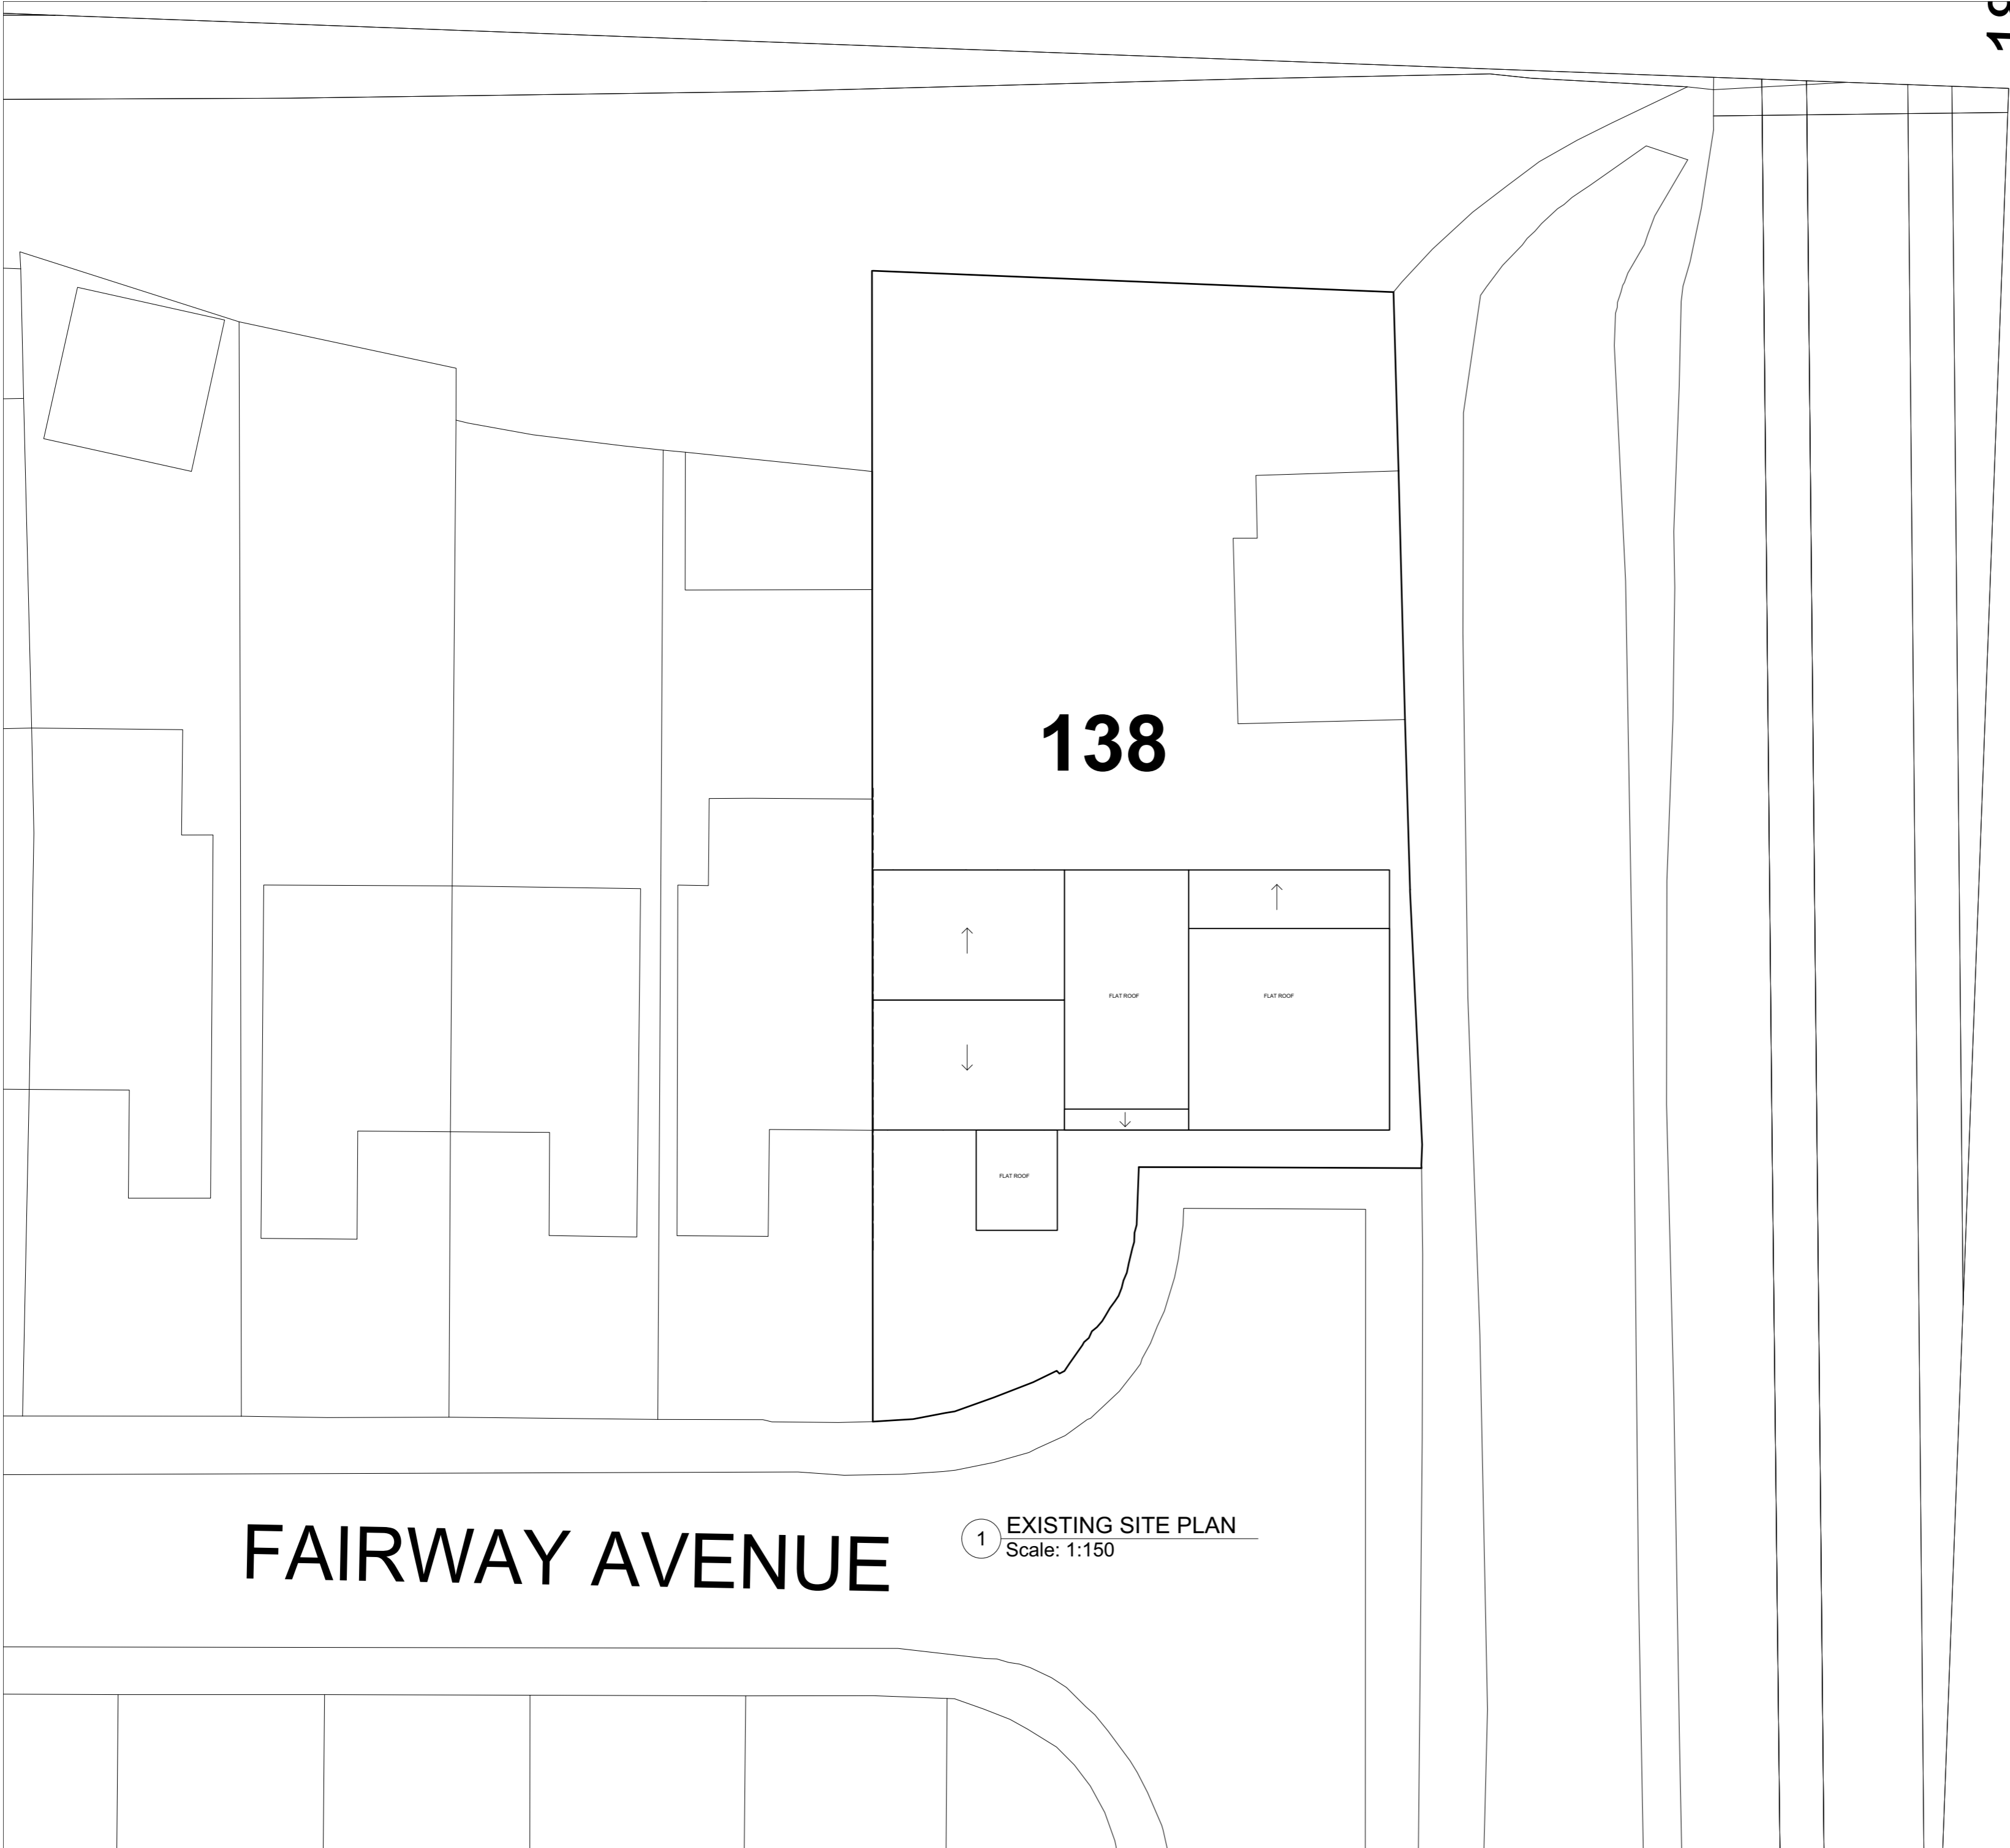 138
FLAT ROOF
FLAT ROOF
FLAT ROOF
FAIRWAY AVENUE
1
EXISTING SITE PLAN
Scale: 1:150